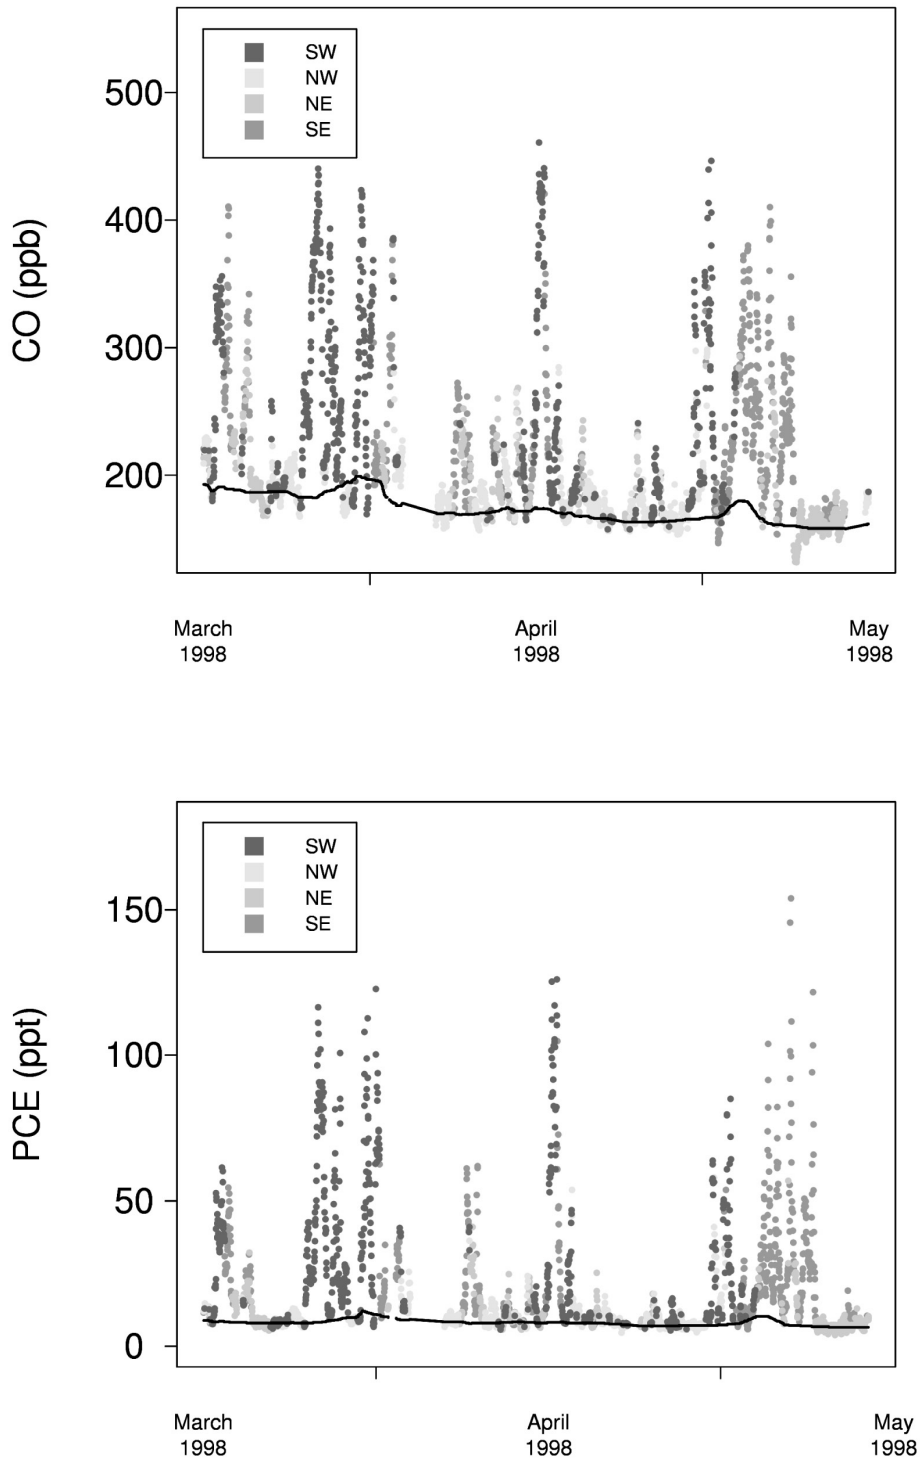 SW
NW
NE
SE
500
400
300
200
CO (ppb)
March
1998
April
1998
May
1998
SW
NW
NE
SE
150
100
50
0
PCE (ppt)
March
1998
April
1998
May
1998